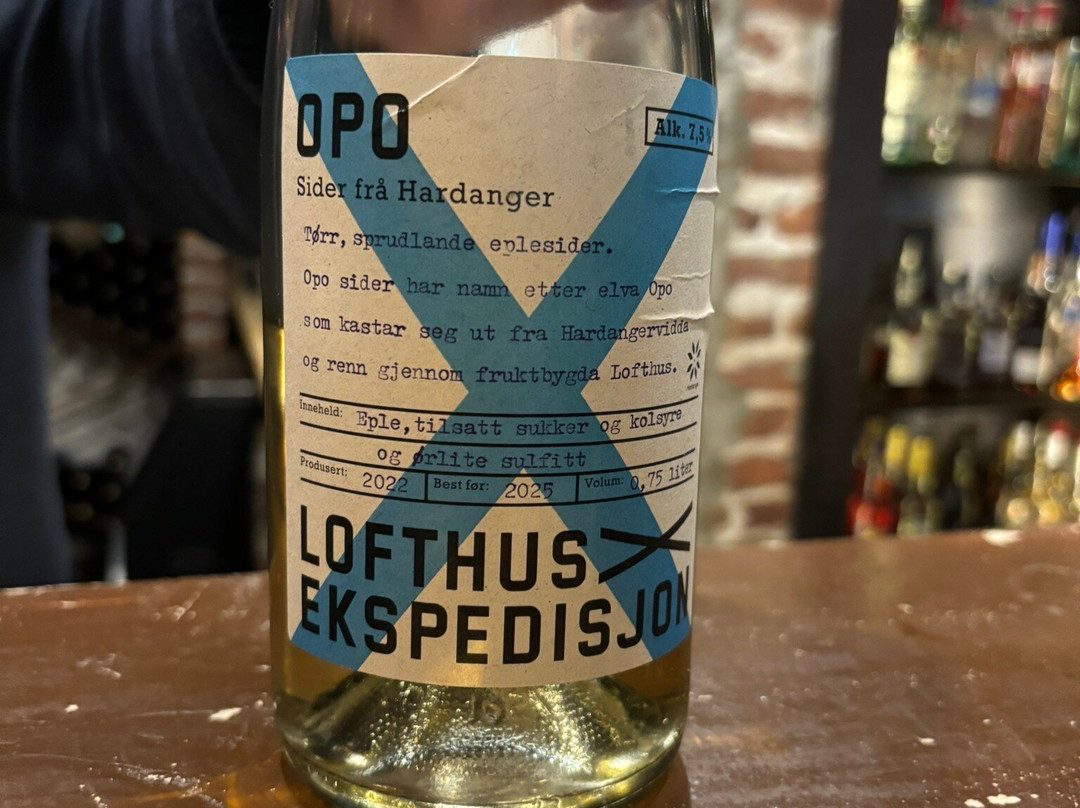 OPO
Alk. 7,5%
Sider frå Hardanger
Tørr, sprudlande eplesider.
Opo sider har namn etter elva Opo
som kastar seg ut fra Hardangervidda
og renn gjennom fruktbygda Lofthus.
Inneheld: Eple, tilsatt sukker og kolsyre
og ørlite sulfitt
Produsert: 2022 Best før: 2025 Volum: 0,75 liter
LOFTHUS
EKSPEDISJON